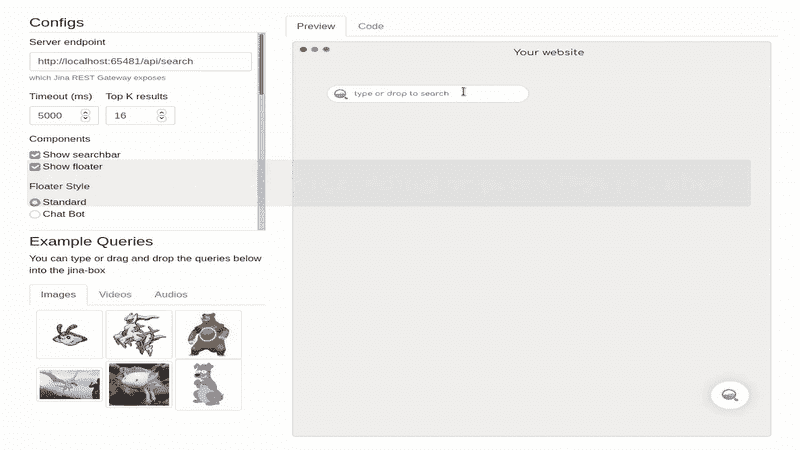 Configs
Server endpoint
http://localhost:65481/api/search
which Jina REST Gateway exposes
Timeout (ms)
Top K results
5000
16
Components
Show searchbar
Show floater
Floater Style
Standard
Chat Bot
Example Queries
You can type or drag and drop the queries below
into the jina-box
Images
Videos
Audios
Preview
Code
Your website
type or drop to search